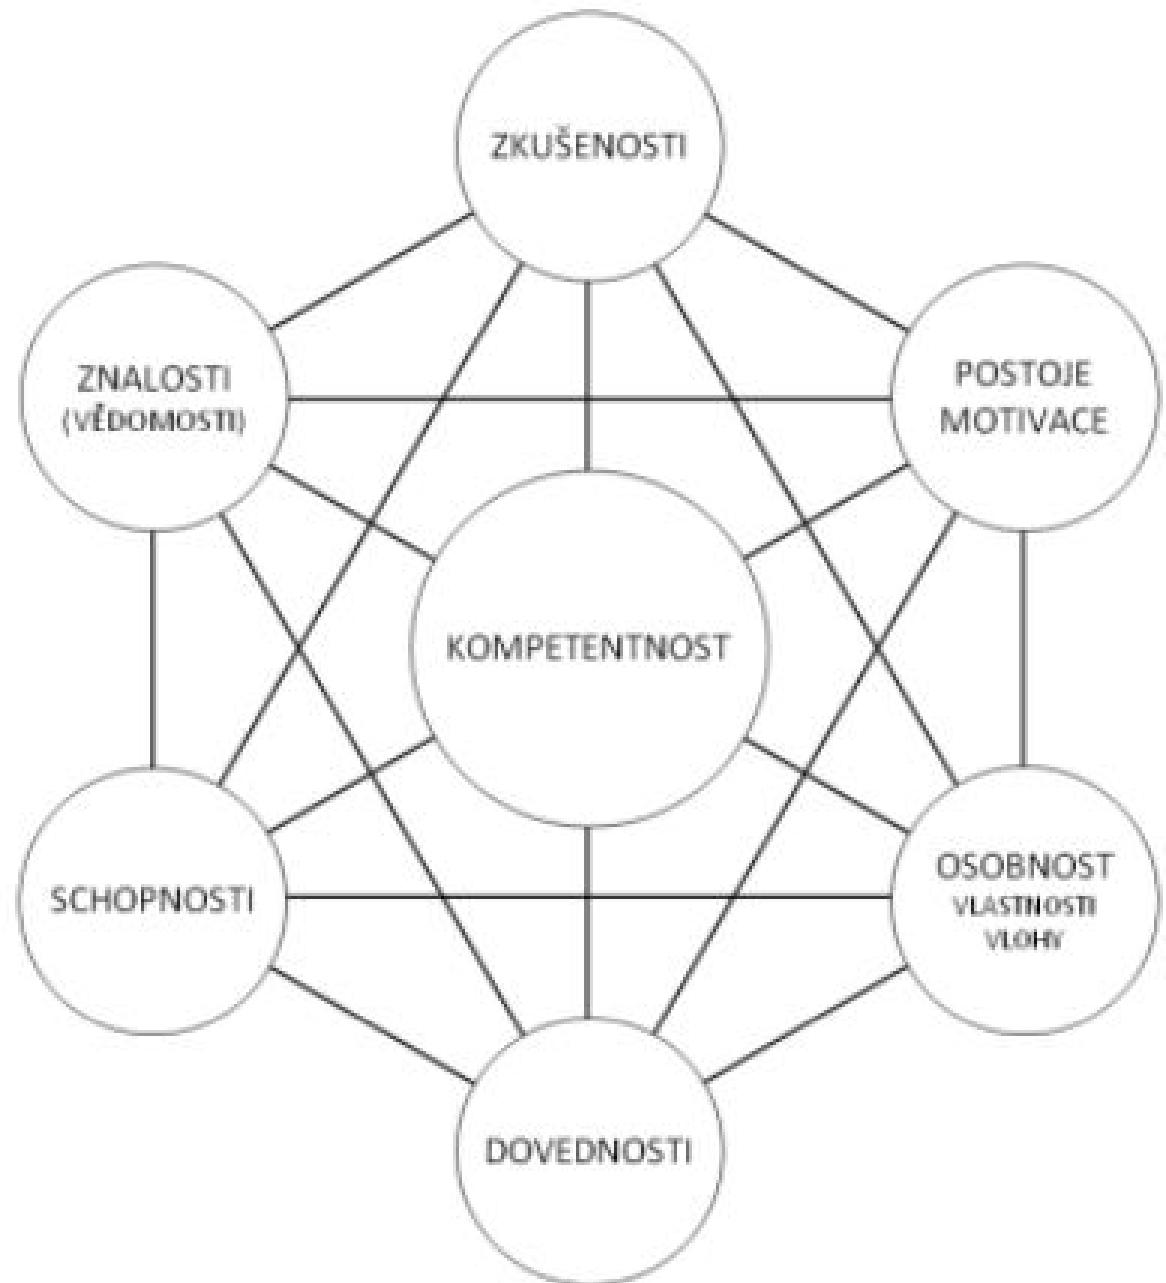 ZKUŠENOSTI
ZNALOSTI
(VĚDOMOSTI)
POSTOJE
MOTIVACE
KOMPETENTNOST
SCHOPNOSTI
OSOBNOST
VLASTNOSTI
VLOHY
DOVEDNOSTI